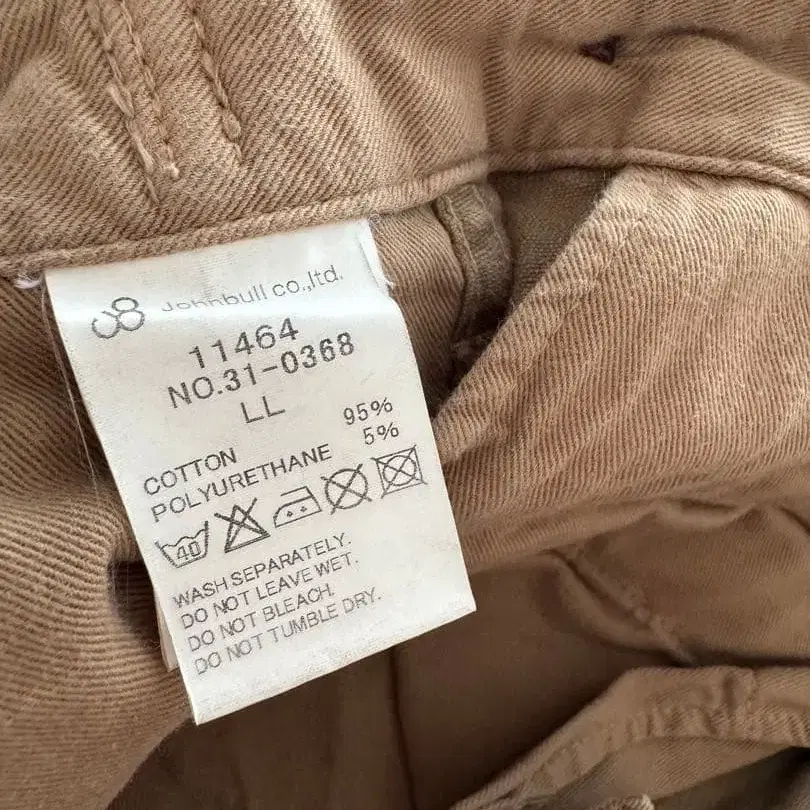 Johnbull co.,ltd.
11464
NO.31-0368
LL
COTTON 95%
POLYURETHANE 5%
40
WASH SEPARATELY.
DO NOT LEAVE WET.
DO NOT BLEACH.
DO NOT TUMBLE DRY.